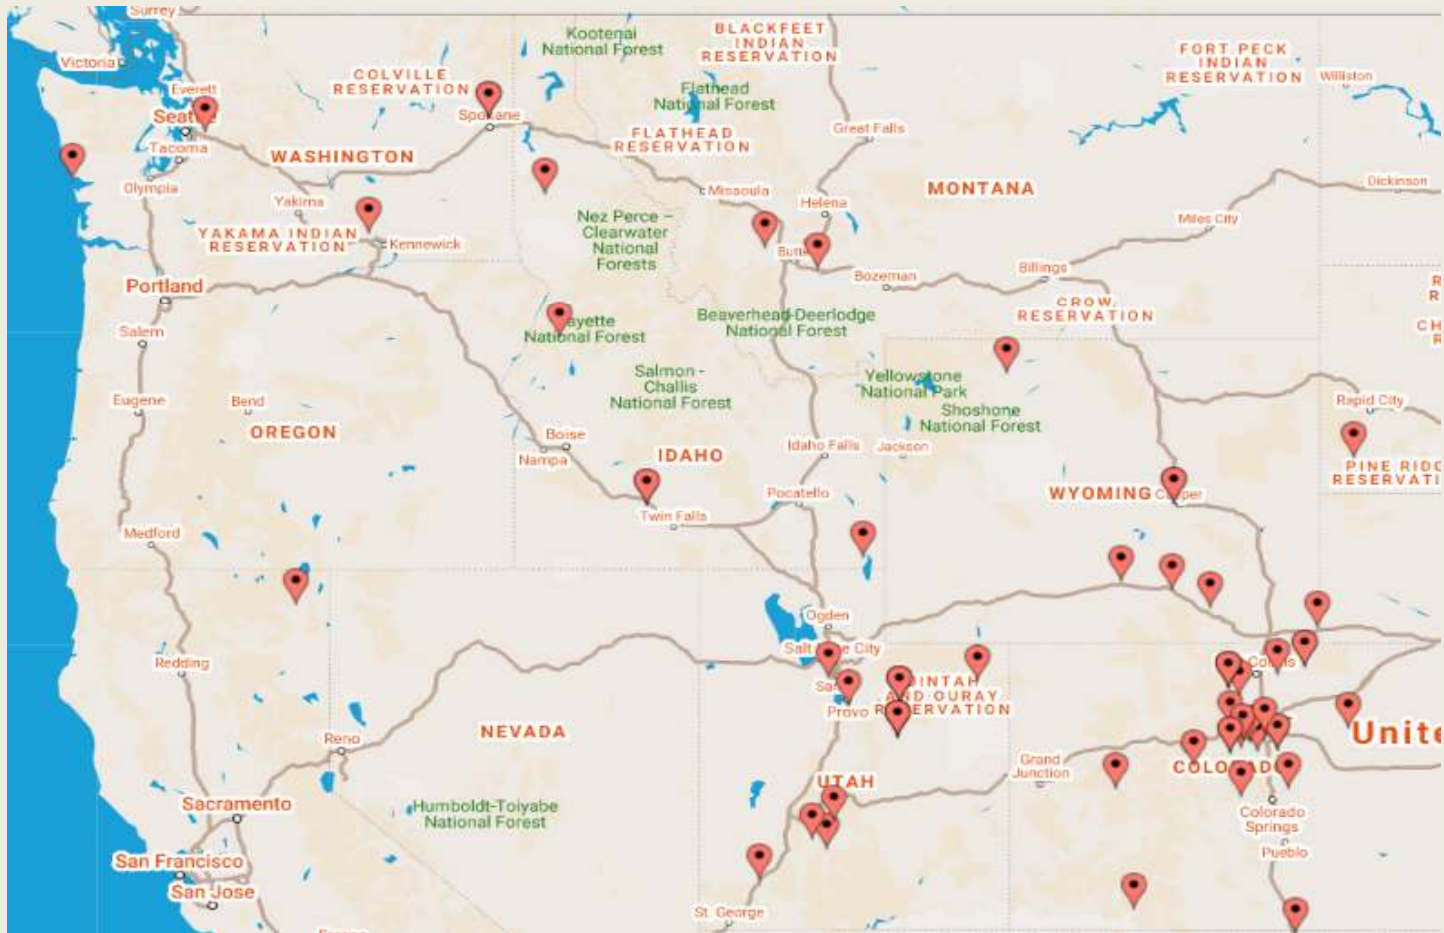 Surrey
Victoria
Everett
Tacoma
Olympia
COLVILLE
RESERVATION
WASHINGTON
Yakima
YAKAMA INDIAN
RESERVATION
Kennewick
Kootenai
National Forest
BLACKFEET
INDIAN
RESERVATION
Flathead
National Forest
FLATHEAD
RESERVATION
Great Falls
FORT PECK
INDIAN
RESERVATION
Williston
Missoula
Helena
MONTANA
Dickinson
Miles City
Nez Perce –
Clearwater
National
Forests
Bozeman
Billings
CROW
RESERVATION
Portland
Salem
Eugene
Bend
OREGON
Medford
National Forest
Beaverhead-Deerlodge
National Forest
Salmon -
Challis
National Forest
Yellowstone
National Park
Shoshone
National Forest
Rapid City
Boise
Nampa
IDAHO
Idaho Falls
Jackson
Pocatello
Twin Falls
WYOMING
PINE RIDG
RESERVATI
Ogden
Provo
Redding
Reno
NEVADA
Sacramento
San Francisco
San Jose
Humboldt-Toiyabe
National Forest
AND OURAY
UTAH
Grand
Junction
Unite
Colorado
Springs
Pueblo
St. George